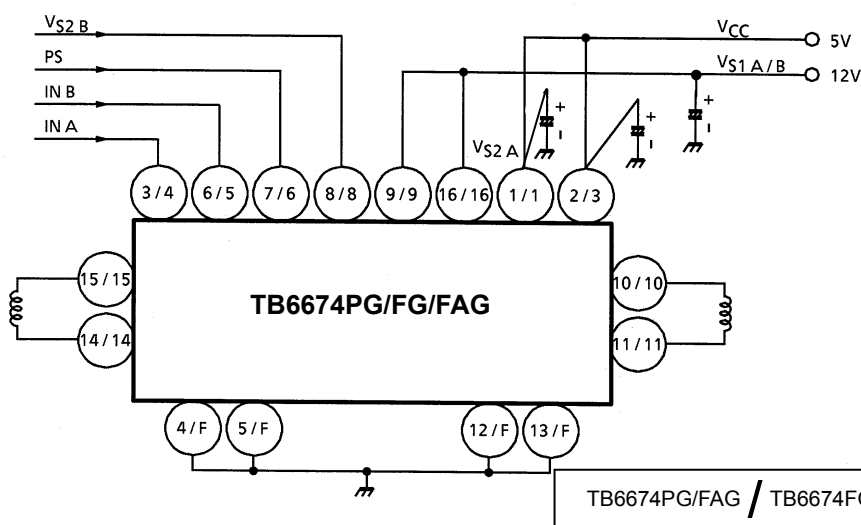 VS2 B
VCC
5V
PS
VS1 A/B
12V
IN B
IN A
+
-
+
-
+
-
VS2 A
3/4
6/5
7/6
8/8
9/9
16/16
1/1
2/3
15/15
10/10
TB6674PG/FG/FAG
14/14
11/11
4/F
5/F
12/F
13/F
TB6674PG/FAG / TB6674FG